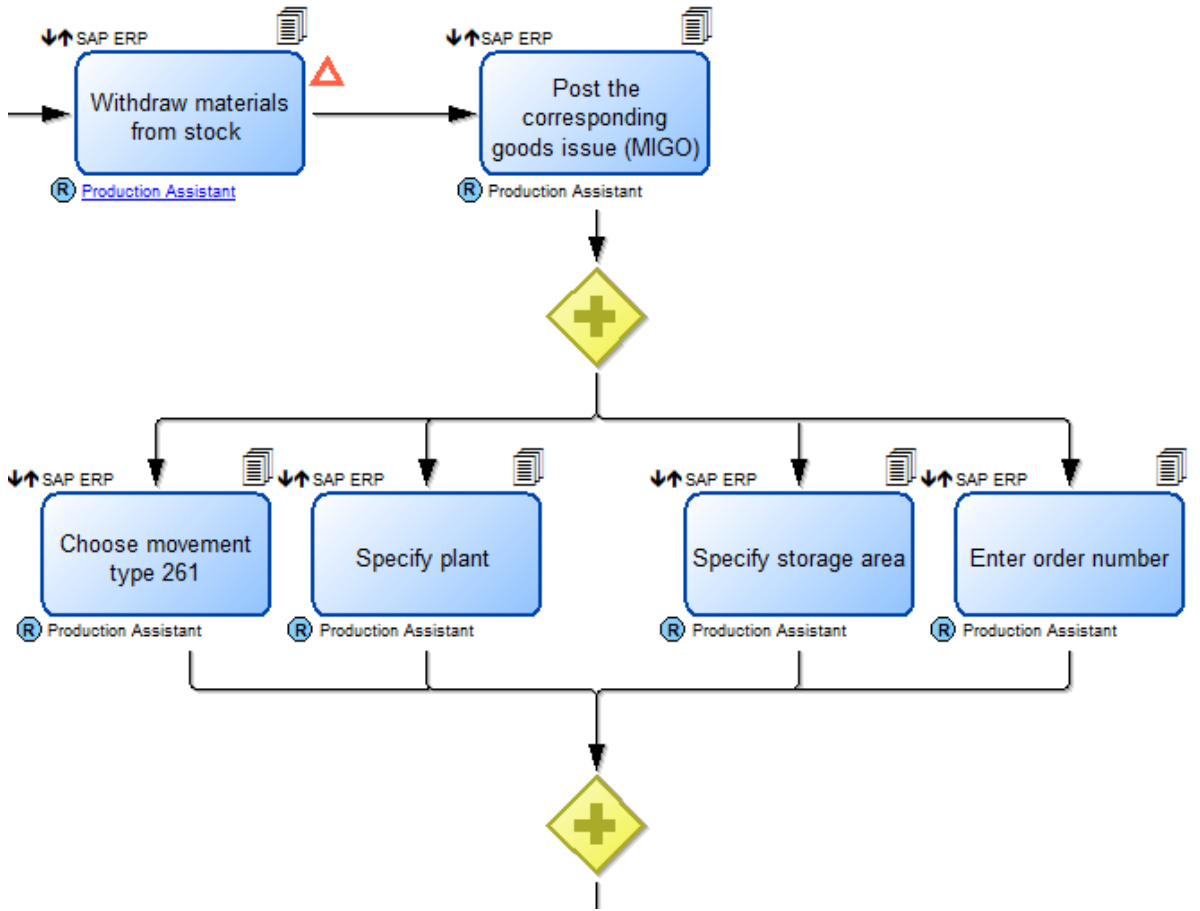 SAP ERP
Withdraw materials
from stock
R Production Assistant
SAP ERP
Post the
corresponding
goods issue (MIGO)
R Production Assistant
SAP ERP
Choose movement
type 261
R Production Assistant
SAP ERP
Specify plant
R Production Assistant
SAP ERP
Specify storage area
R Production Assistant
SAP ERP
Enter order number
R Production Assistant